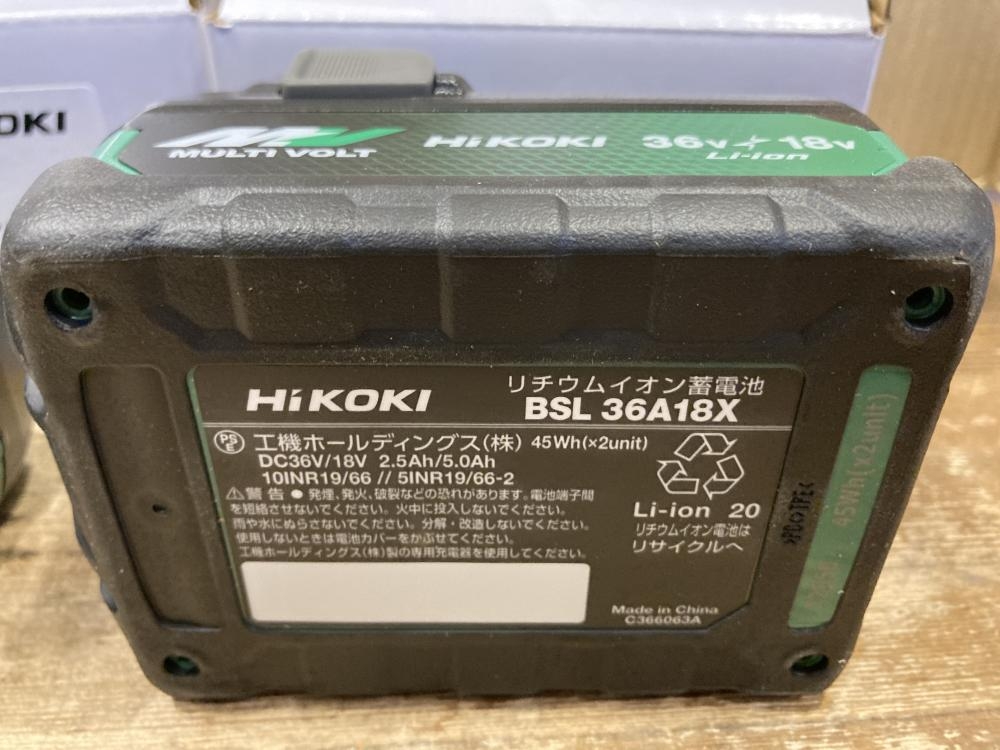 OKI
MV
MULTI VOLT
HiKOKI
36V 18V
Li-ion
HiKOKI
リチウムイオン蓄電池
BSL 36A18X
PS
E
工機ホールディングス(株) 45Wh(×2unit)
DC36V/18V 2.5Ah/5.0Ah
10INR19/66 // 5INR19/66-2
⚠警告 ● 発煙、発火、破裂などの恐れがあります。電池端子間
を短絡させないでください。火中に投入しないでください。
雨や水にぬらさないでください。分解・改造しないでください。
使用しないときは電池カバーをかぶせてください。
工機ホールディングス(株)製の専用充電器を使用してください。
Li-ion 20
リチウムイオン電池は
リサイクルへ
Made in China
C366063A
>PC+TPE<
45Wh(×2unit)